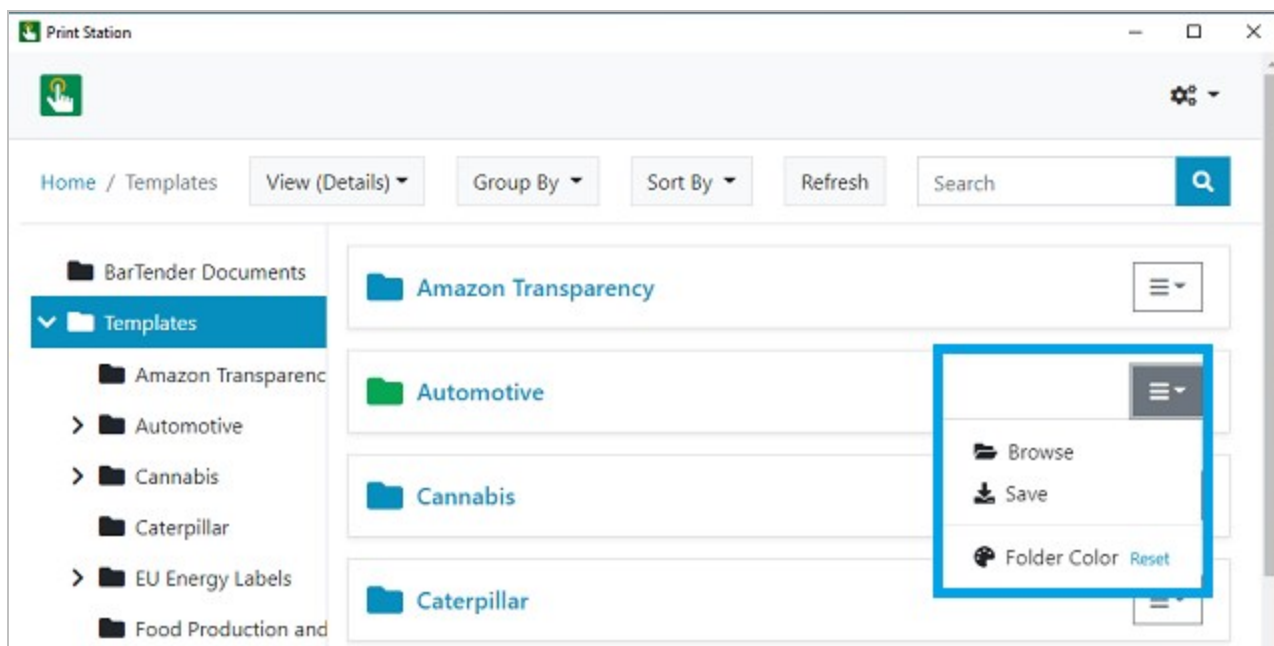 Print Station
Home / Templates View (Details) Group By Sort By Refresh Search
BarTender Documents
Templates
Amazon Transparenc
Automotive
Cannabis
Caterpillar
EU Energy Labels
Food Production and
Amazon Transparency
Automotive
Browse
Save
Folder Color Reset
Cannabis
Caterpillar